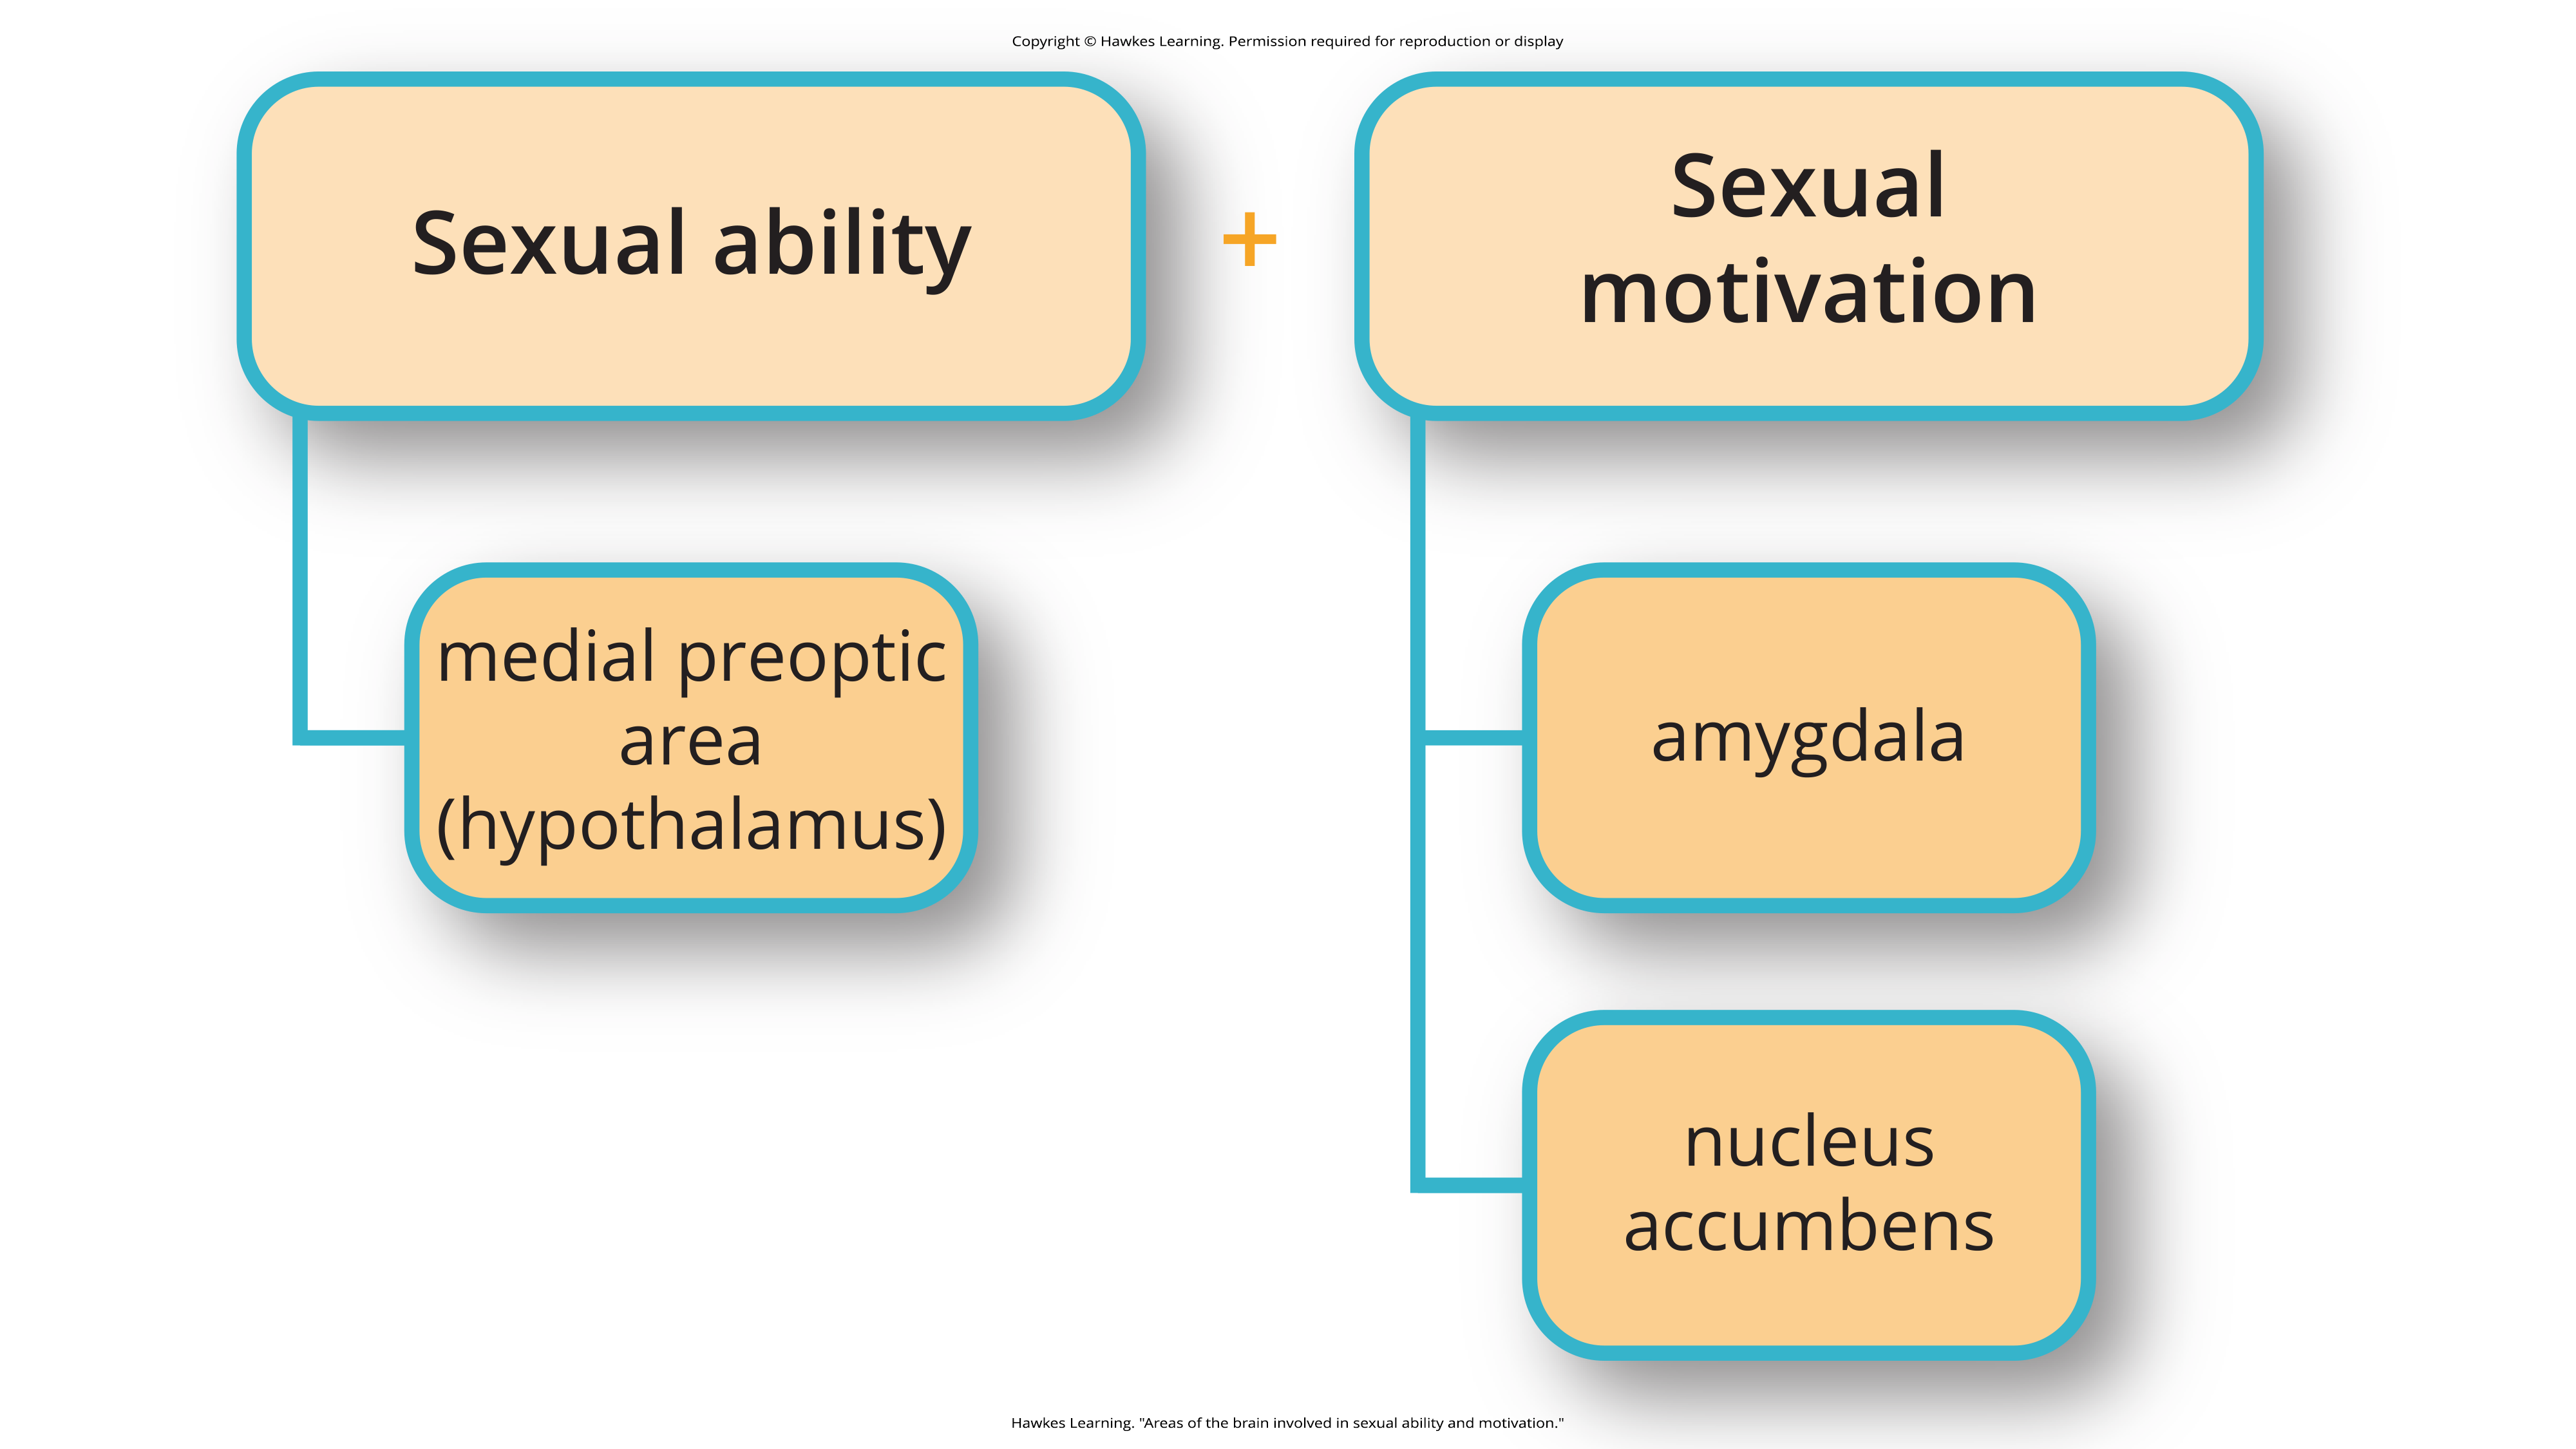 Copyright © Hawkes Learning. Permission required for reproduction or display
Sexual ability
+
Sexual
motivation
medial preoptic
area
(hypothalamus)
amygdala
nucleus
accumbens
Hawkes Learning. "Areas of the brain involved in sexual ability and motivation."